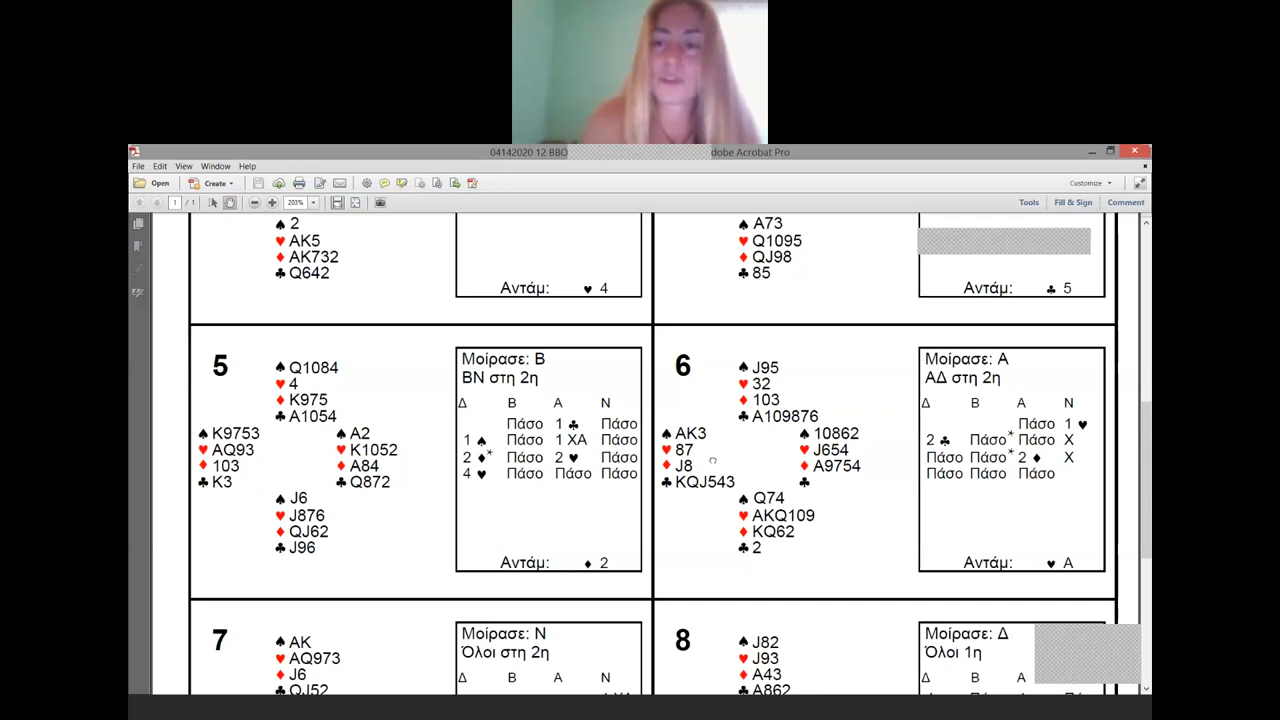 04142020 12 BBO
dobe Acrobat Pro
File Edit View Window Help
Open Create Customize
1 / 1 203% Tools Fill & Sign Comment
♠ 2
♥ AK5
♦ AK732
♣ Q642
Αντάμ: ♥ 4
♠ A73
♥ Q1095
♦ QJ98
♣ 85
Αντάμ: ♣ 5
5
♠ Q1084
♥ 4
♦ K975
♣ A1054
♠ K9753 ♠ A2
♥ AQ93 ♥ K1052
♦ 103 ♦ A84
♣ K3 ♣ Q872
♠ J6
♥ J876
♦ QJ62
♣ J96
Μοίρασε: Β
ΒΝ στη 2η
Δ Β Α Ν
Πάσο 1 ♣ Πάσο
1 ♠ Πάσο 1 ΧΑ Πάσο
2 ♦* Πάσο 2 ♥ Πάσο
4 ♥ Πάσο Πάσο Πάσο
Αντάμ: ♦ 2
6
♠ J95
♥ 32
♦ 103
♣ A109876
♠ AK3 ♠ 10862
♥ 87 ♥ J654
♦ J8 ♦ A9754
♣ KQJ543 ♣
♠ Q74
♥ AKQ109
♦ KQ62
♣ 2
Μοίρασε: Α
ΑΔ στη 2η
Δ Β Α Ν
Πάσο 1 ♥
2 ♣ Πάσο* Πάσο X
Πάσο Πάσο* 2 ♦ X
Πάσο Πάσο Πάσο
Αντάμ: ♥ A
7
♠ AK
♥ AQ973
♦ J6
♣ QJ52
Μοίρασε: Ν
Όλοι στη 2η
Δ Β Α Ν
8
♠ J82
♥ J93
♦ A43
♣ A862
Μοίρασε: Δ
Όλοι 1η
Δ Β Α